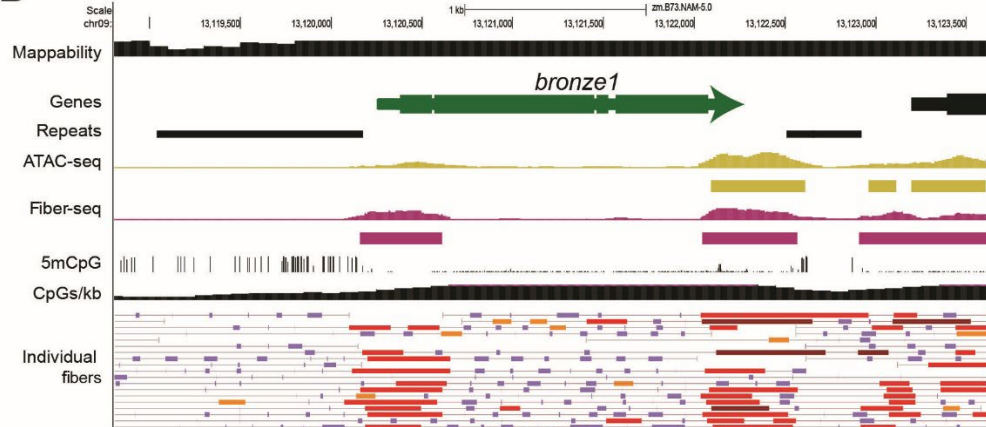 Scale 1 kb zm.B73.NAM-5.0
chr09: 13,119,500 13,120,000 13,120,500 13,121,000 13,121,500 13,122,000 13,122,500 13,123,000 13,123,500
Mappability
bronze1
Genes
Repeats
ATAC-seq
Fiber-seq
5mCpG
CpGs/kb
Individual
fibers